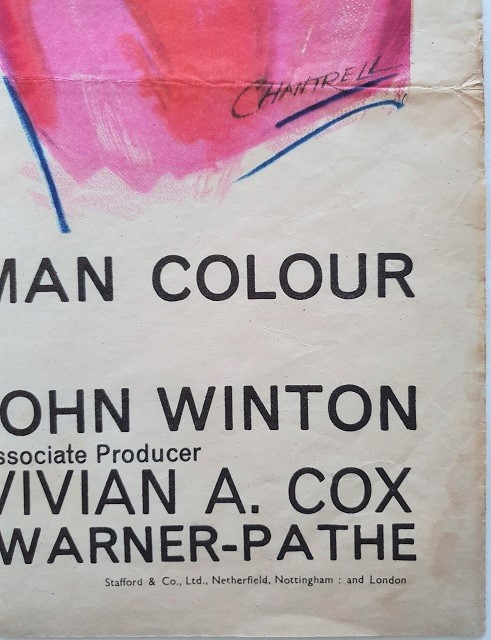 CHANTRELL
MAN COLOUR
OHN WINTON
ssociate Producer
VIVIAN A. COX
WARNER-PATHE
Stafford & Co., Ltd., Netherfield, Nottingham : and London